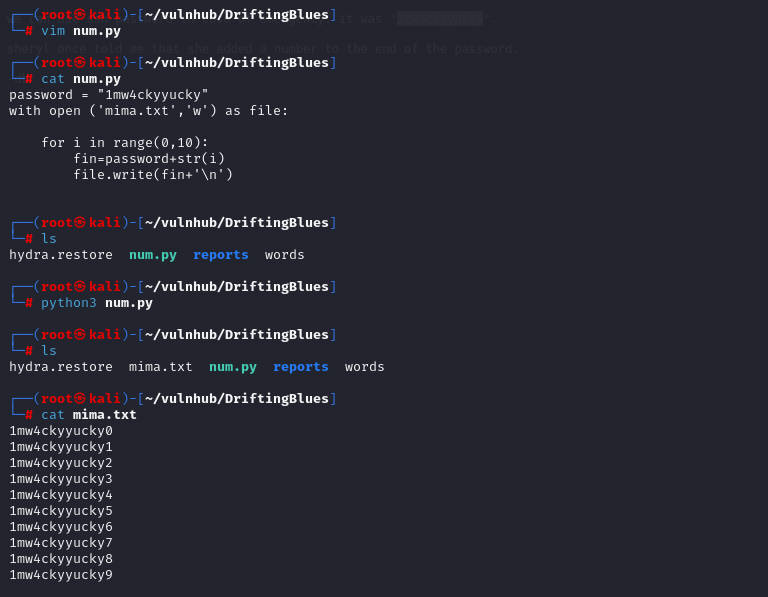 it was
┌──(root㉿kali)-[~/vulnhub/DriftingBlues]
└─# vim num.py
sheryl once told me that she added a number to the end of the password.
┌──(root㉿kali)-[~/vulnhub/DriftingBlues]
└─# cat num.py
password = "1mw4ckyyucky"
with open ('mima.txt','w') as file:
    for i in range(0,10):
        fin=password+str(i)
        file.write(fin+'\n')
┌──(root㉿kali)-[~/vulnhub/DriftingBlues]
└─# ls
hydra.restore  num.py  reports  words
┌──(root㉿kali)-[~/vulnhub/DriftingBlues]
└─# python3 num.py
┌──(root㉿kali)-[~/vulnhub/DriftingBlues]
└─# ls
hydra.restore  mima.txt  num.py  reports  words
┌──(root㉿kali)-[~/vulnhub/DriftingBlues]
└─# cat mima.txt
1mw4ckyyucky0
1mw4ckyyucky1
1mw4ckyyucky2
1mw4ckyyucky3
1mw4ckyyucky4
1mw4ckyyucky5
1mw4ckyyucky6
1mw4ckyyucky7
1mw4ckyyucky8
1mw4ckyyucky9